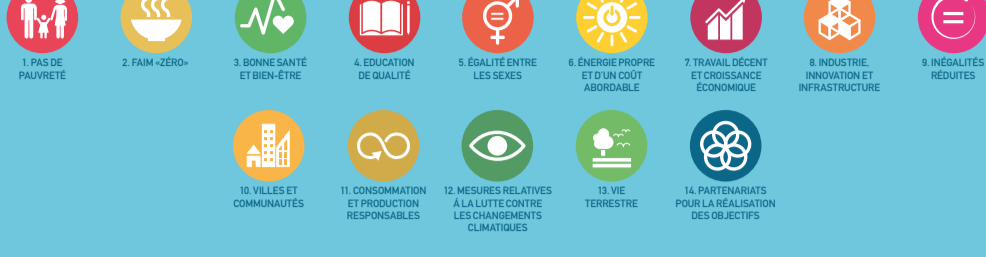 1. PAS DE
PAUVRETÉ
2. FAIM «ZÉRO»
3. BONNE SANTÉ
ET BIEN-ÊTRE
4. EDUCATION
DE QUALITÉ
5. ÉGALITÉ ENTRE
LES SEXES
6. ÉNERGIE PROPRE
ET D'UN COÛT
ABORDABLE
7. TRAVAIL DÉCENT
ET CROISSANCE
ÉCONOMIQUE
8. INDUSTRIE,
INNOVATION ET
INFRASTRUCTURE
9. INÉGALITÉS
RÉDUITES
10. VILLES ET
COMMUNAUTÉS
11. CONSOMMATION
ET PRODUCTION
RESPONSABLES
12. MESURES RELATIVES
Á LA LUTTE CONTRE
LES CHANGEMENTS
CLIMATIQUES
13. VIE
TERRESTRE
14. PARTENARIATS
POUR LA RÉALISATION
DES OBJECTIFS